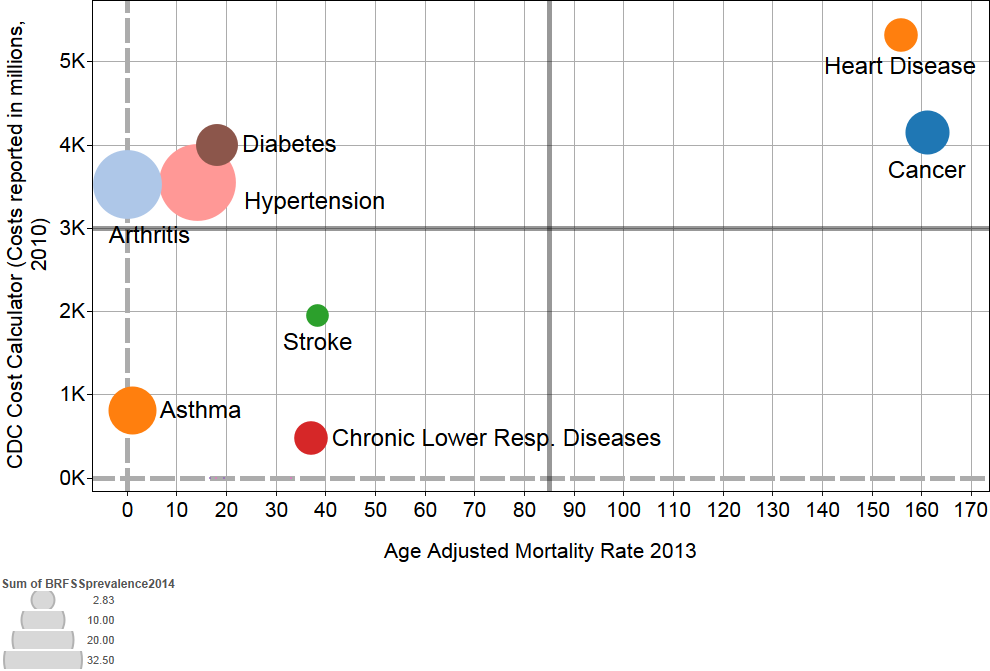 CDC Cost Calculator (Costs reported in millions,
2010)
5K
4K
3K
2K
1K
0K
Heart Disease
Cancer
Diabetes
Hypertension
Arthritis
Stroke
Asthma
Chronic Lower Resp. Diseases
0 10 20 30 40 50 60 70 80 90 100 110 120 130 140 150 160 170
Age Adjusted Mortality Rate 2013
Sum of BRFSSprevalence2014
2.83
10.00
20.00
32.50